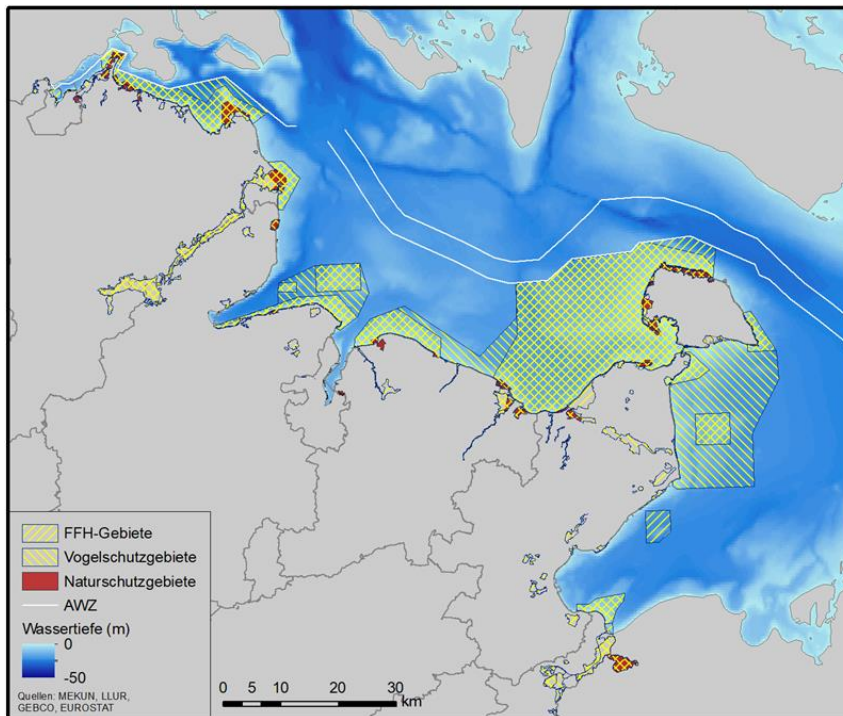 FFH-Gebiete
Vogelschutzgebiete
Naturschutzgebiete
AWZ
Wassertiefe (m)
0
-50
Quellen: MEKUN, LLUR,
GEBCO, EUROSTAT
0 5 10 20 30
km